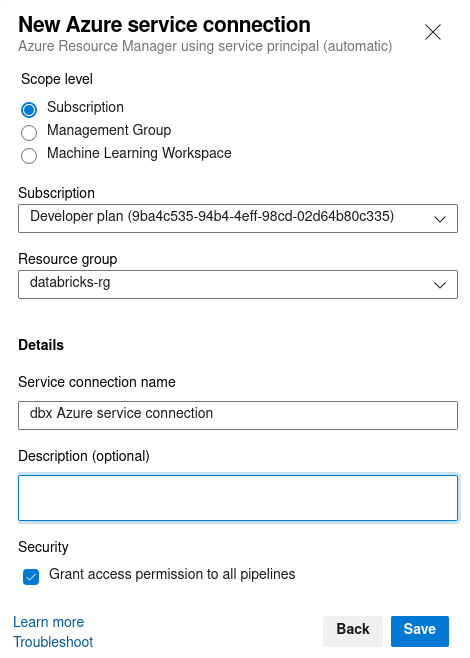 New Azure service connection
Azure Resource Manager using service principal (automatic)
Scope level
Subscription
Management Group
Machine Learning Workspace
Subscription
Developer plan (9ba4c535-94b4-4eff-98cd-02d64b80c335)
Resource group
databricks-rg
Details
Service connection name
dbx Azure service connection
Description (optional)
Security
Grant access permission to all pipelines
Learn more
Troubleshoot
Back
Save